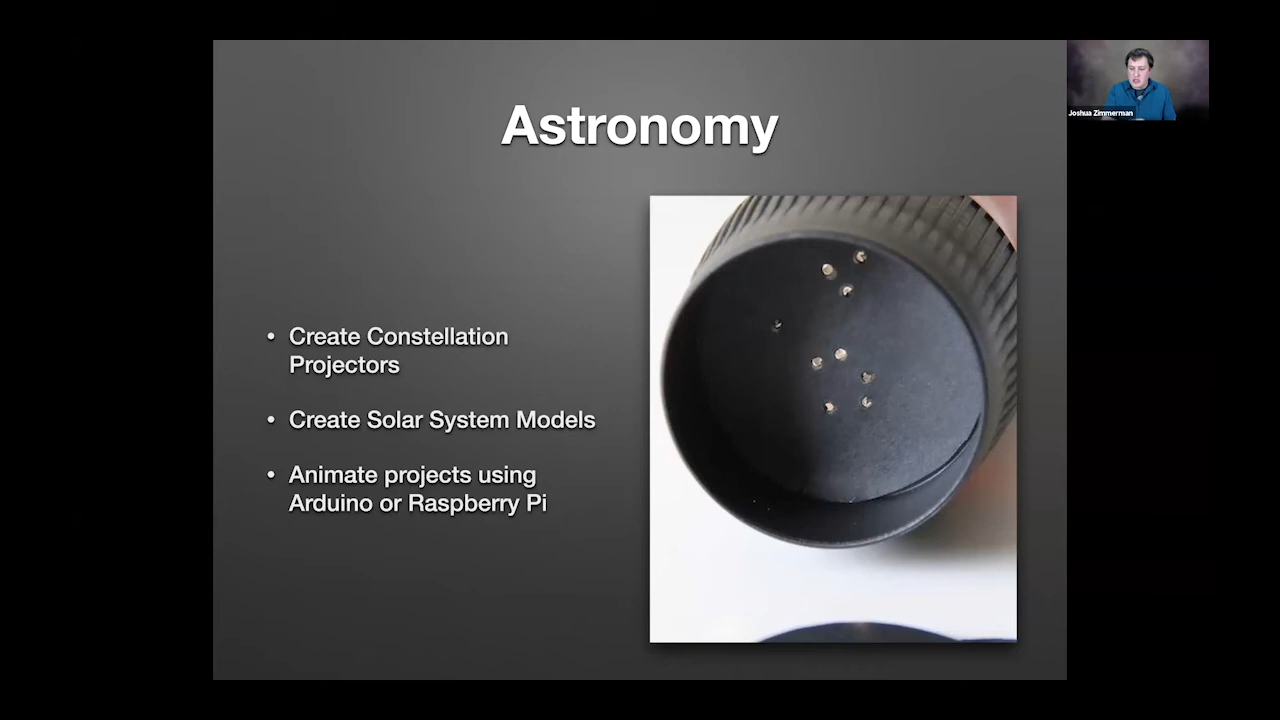 Astronomy
Joshua Zimmerman
• Create Constellation
Projectors
• Create Solar System Models
• Animate projects using
Arduino or Raspberry Pi